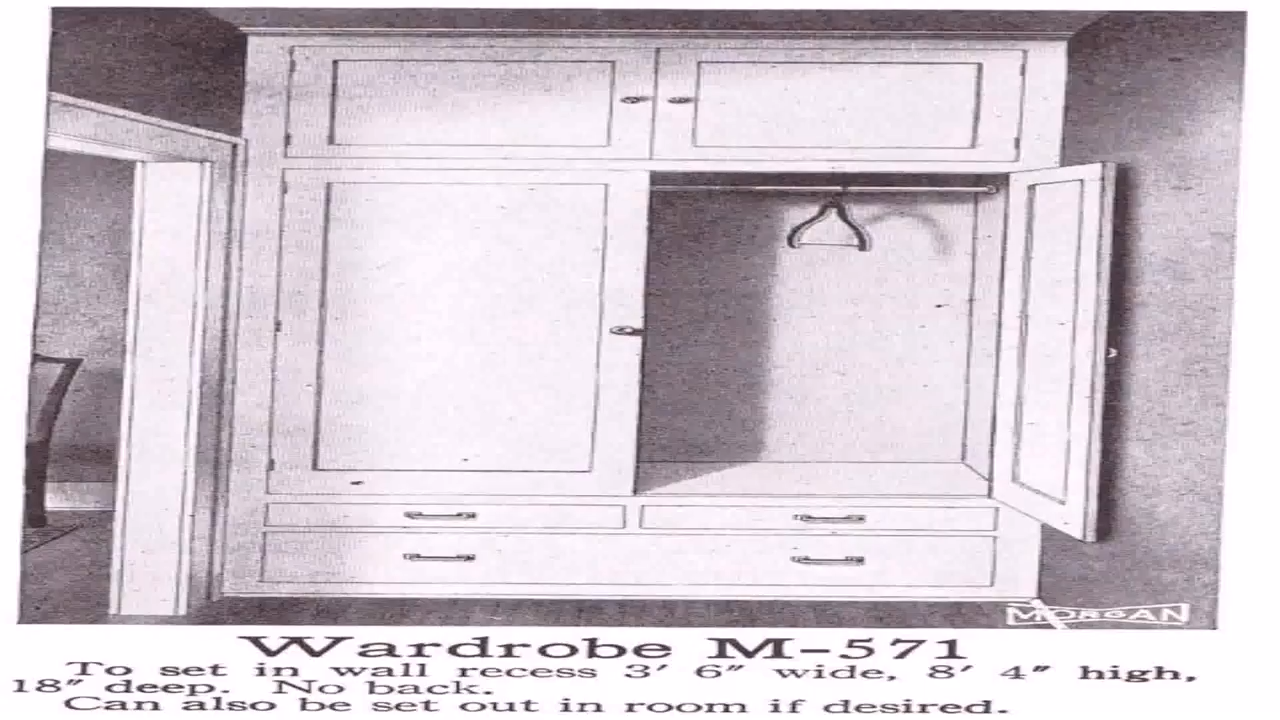 MORGAN
Wardrobe M-571
To set in wall recess 3′ 6″ wide, 8′ 4″ high,
18″ deep. No back.
Can also be set out in room if desired.